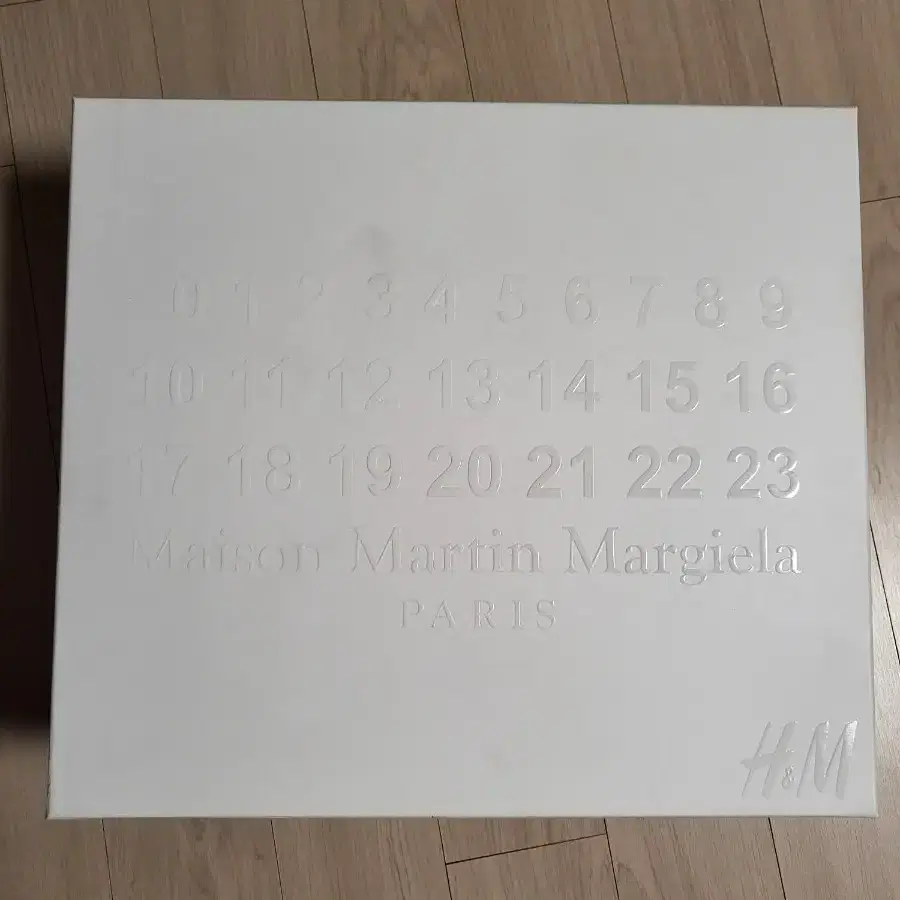 0 1 2 3 4 5 6 7 8 9
10 11 12 13 14 15 16
17 18 19 20 21 22 23
Maison Martin Margiela
PARIS
H&M